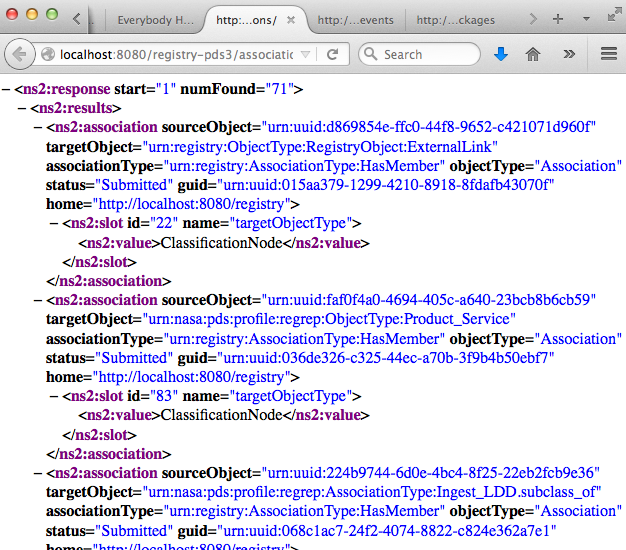 Everybody H...
http:...ons/
http:/...events
http:/...ckages
localhost:8080/registry-pds3/associatic
Search
<ns2:response start="1" numFound="71">
<ns2:results>
<ns2:association sourceObject="urn:uuid:d869854e-ffc0-44f8-9652-c421071d960f"
targetObject="urn:registry:ObjectType:RegistryObject:ExternalLink"
associationType="urn:registry:AssociationType:HasMember" objectType="Association"
status="Submitted" guid="urn:uuid:015aa379-1299-4210-8918-8fdafb43070f"
home="http://localhost:8080/registry">
<ns2:slot id="22" name="targetObjectType">
<ns2:value>ClassificationNode</ns2:value>
</ns2:slot>
</ns2:association>
<ns2:association sourceObject="urn:uuid:faf0f4a0-4694-405c-a640-23bcb8b6cb59"
targetObject="urn:nasa:pds:profile:regrep:ObjectType:Product_Service"
associationType="urn:registry:AssociationType:HasMember" objectType="Association"
status="Submitted" guid="urn:uuid:036de326-c325-44ec-a70b-3f9b4b50ebf7"
home="http://localhost:8080/registry">
<ns2:slot id="83" name="targetObjectType">
<ns2:value>ClassificationNode</ns2:value>
</ns2:slot>
</ns2:association>
<ns2:association sourceObject="urn:uuid:224b9744-6d0e-4bc4-8f25-22eb2fcb9e36"
targetObject="urn:nasa:pds:profile:regrep:AssociationType:Ingest_LDD.subclass_of"
associationType="urn:registry:AssociationType:HasMember" objectType="Association"
status="Submitted" guid="urn:uuid:068c1ac7-24f2-4074-8822-c824e362a7e1"
home="http://localhost:8080/registry">